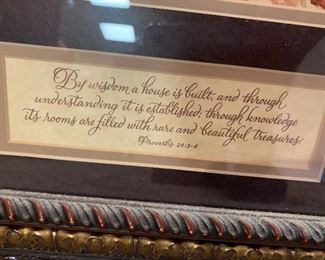 By wisdom a house is built, and through
understanding it is established; through knowledge
its rooms are filled with rare and beautiful treasures.
Proverbs 24:3-4